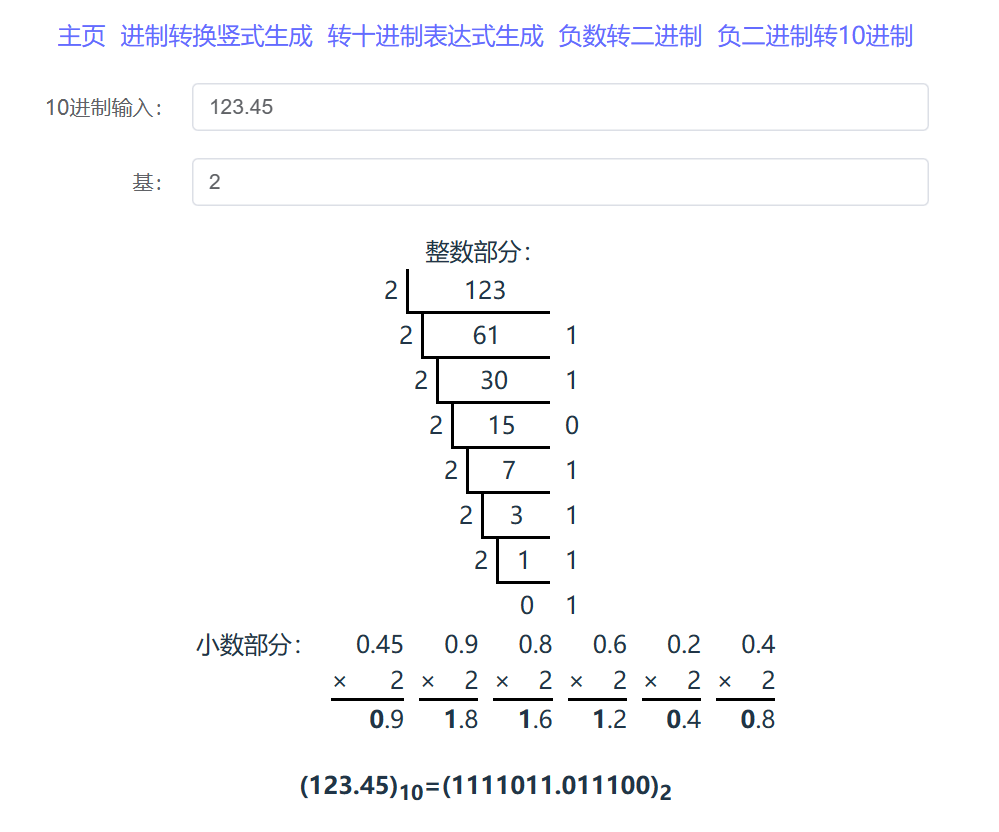 主页 进制转换竖式生成 转十进制表达式生成 负数转二进制 负二进制转10进制
10进制输入： 123.45
基： 2
整数部分：
2 123
2 61 1
2 30 1
2 15 0
2 7 1
2 3 1
2 1 1
0 1
小数部分： 0.45 0.9 0.8 0.6 0.2 0.4
× 2 × 2 × 2 × 2 × 2 × 2
0.9 1.8 1.6 1.2 0.4 0.8
(123.45)10=(1111011.011100)2